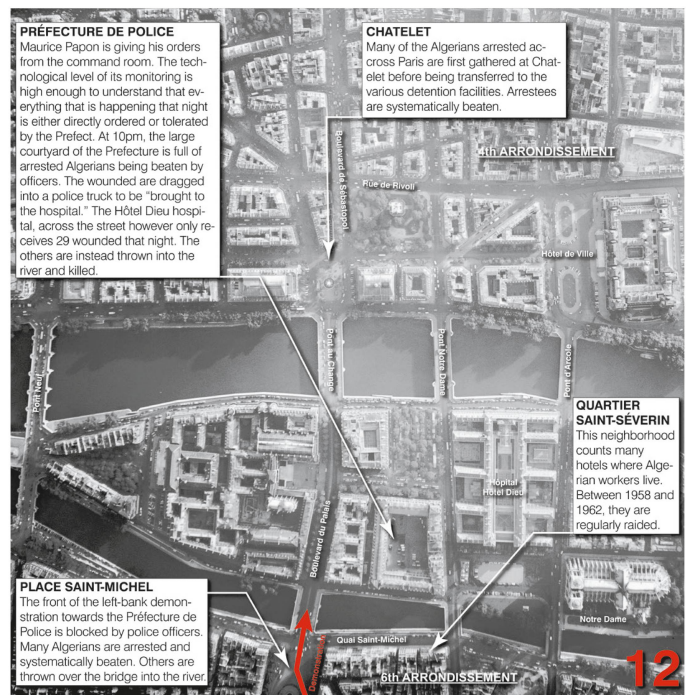 PRÉFECTURE DE POLICE
Maurice Papon is giving his orders
from the command room. The tech-
nological level of its monitoring is
high enough to understand that ev-
erything that is happening that night
is either directly ordered or tolerated
by the Prefect. At 10pm, the large
courtyard of the Prefecture is full of
arrested Algerians being beaten by
officers. The wounded are dragged
into a police truck to be “brought to
the hospital.” The Hôtel Dieu hospi-
tal, across the street however only re-
ceives 29 wounded that night. The
others are instead thrown into the
river and killed.
CHATELET
Many of the Algerians arrested ac-
cross Paris are first gathered at Chat-
elet before being transferred to the
various detention facilities. Arrestees
are systematically beaten.
Boulevard de Sébastopol
4th ARRONDISSEMENT
Rue de Rivoli
Hôtel de Ville
Pont Neuf
Pont au Change
Pont Notre Dame
Pont d'Arcole
QUARTIER
SAINT-SÉVERIN
This neighborhood
counts many
hotels where Alge-
rian workers live.
Between 1958 and
1962, they are
regularly raided.
Hôpital
Hôtel Dieu
Boulevard du Palais
PLACE SAINT-MICHEL
The front of the left-bank demon-
stration towards the Préfecture de
Police is blocked by police officers.
Many Algerians are arrested and
systematically beaten. Others are
thrown over the bridge into the river.
Notre Dame
Quai Saint-Michel
Demonstration
6th ARRONDISSEMENT
12